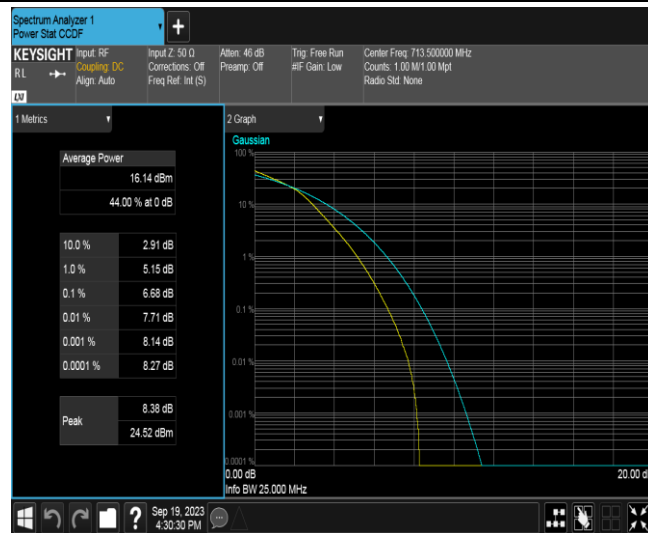 Spectrum Analyzer 1
Power Stat CCDF
+
KEYSIGHT
RL
LXI
Input: RF
Coupling: DC
Align: Auto
Input Z: 50 Ω
Corrections: Off
Freq Ref: Int (S)
Atten: 46 dB
Preamp: Off
Trig: Free Run
#IF Gain: Low
Center Freq: 713.500000 MHz
Counts: 1.00 M/1.00 Mpt
Radio Std: None
1 Metrics
Average Power
16.14 dBm
44.00 % at 0 dB
10.0 % 2.91 dB
1.0 % 5.15 dB
0.1 % 6.68 dB
0.01 % 7.71 dB
0.001 % 8.14 dB
0.0001 % 8.27 dB
Peak
8.38 dB
24.52 dBm
2 Graph
Gaussian
100 %
10 %
1 %
0.1 %
0.01 %
0.001 %
0.0001 %
0.00 dB
20.00 d
Info BW 25.000 MHz
?
Sep 19, 2023
4:30:30 PM